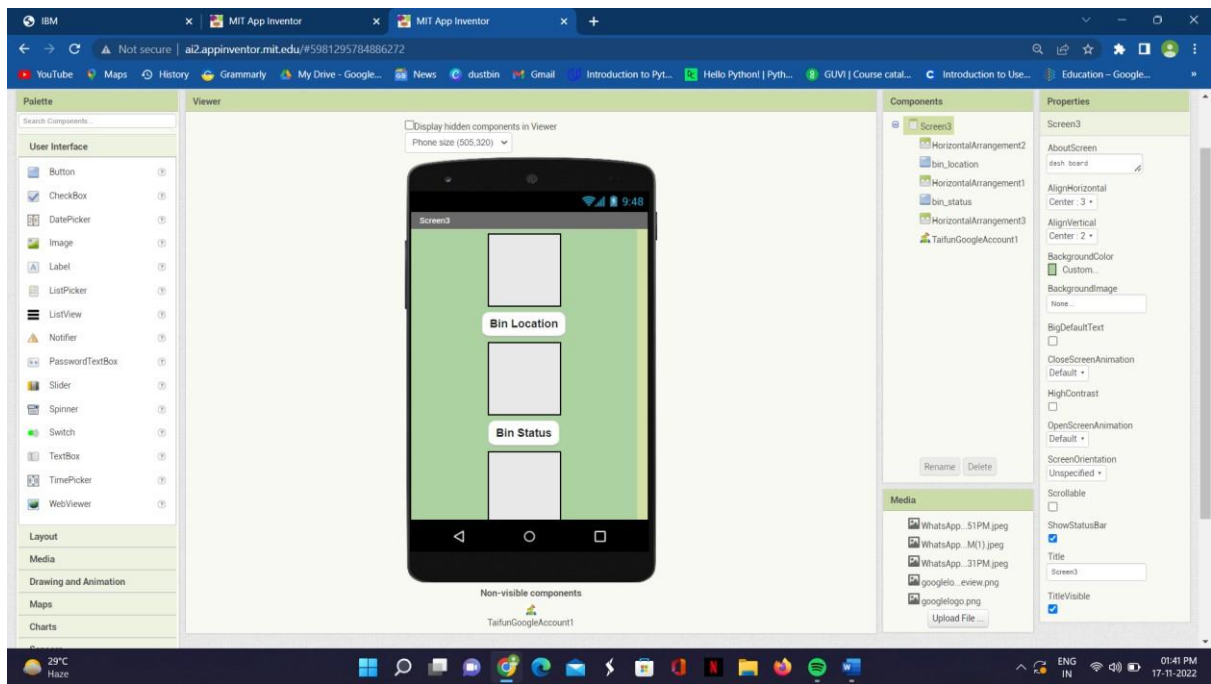 IBM
MIT App Inventor
MIT App Inventor
Not secure
ai2.appinventor.mit.edu/#5981295784886272
YouTube
Maps
History
Grammarly
My Drive - Google...
News
dustbin
Gmail
Introduction to Pyt...
Hello Python! | Pyth...
GUVI | Course catal...
Introduction to Use...
Education – Google...
Palette
Search Components...
User Interface
Button
CheckBox
DatePicker
Image
Label
ListPicker
ListView
Notifier
PasswordTextBox
Slider
Spinner
Switch
TextBox
TimePicker
WebViewer
Layout
Media
Drawing and Animation
Maps
Charts
Viewer
Display hidden components in Viewer
Phone size (505,320)
9:48
Screen3
Bin Location
Bin Status
Non-visible components
TaifunGoogleAccount1
Components
Screen3
HorizontalArrangement2
bin_location
HorizontalArrangement1
bin_status
HorizontalArrangement3
TaifunGoogleAccount1
Rename
Delete
Media
WhatsApp...51PM.jpeg
WhatsApp...M(1).jpeg
WhatsApp...31PM.jpeg
googlelo...eview.png
googlelogo.png
Upload File ...
Properties
Screen3
AboutScreen
dash board
AlignHorizontal
Center : 3
AlignVertical
Center : 2
BackgroundColor
Custom...
BackgroundImage
None...
BigDefaultText
CloseScreenAnimation
Default
HighContrast
OpenScreenAnimation
Default
ScreenOrientation
Unspecified
Scrollable
ShowStatusBar
Title
Screen3
TitleVisible
29°C
Haze
ENG
IN
01:41 PM
17-11-2022